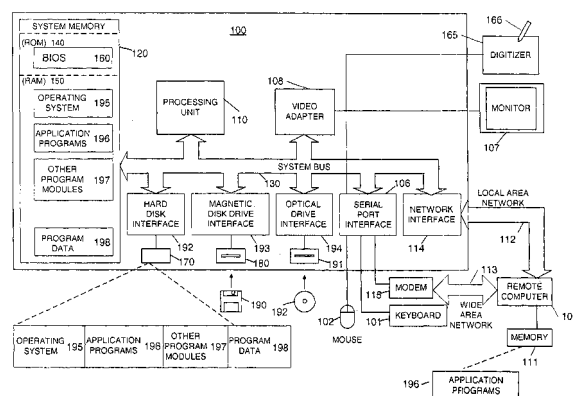 SYSTEM MEMORY
(ROM) 140
BIOS 160
(RAM) 150
OPERATING SYSTEM 195
APPLICATION PROGRAMS 196
OTHER PROGRAM MODULES 197
PROGRAM DATA 198
120
100
PROCESSING UNIT
110
108
VIDEO ADAPTER
166
165
DIGITIZER
MONITOR
107
SYSTEM BUS
130
106
HARD DISK INTERFACE
192
MAGNETIC DISK DRIVE INTERFACE
193
OPTICAL DRIVE INTERFACE
194
SERIAL PORT INTERFACE
NETWORK INTERFACE
114
LOCAL AREA NETWORK
112
170
180
191
190
192
102
MOUSE
MODEM
115
113
KEYBOARD
101
WIDE AREA NETWORK
REMOTE COMPUTER
10
MEMORY
111
196
APPLICATION PROGRAMS
OPERATING SYSTEM 195
APPLICATION PROGRAMS 196
OTHER PROGRAM MODULES 197
PROGRAM DATA 198